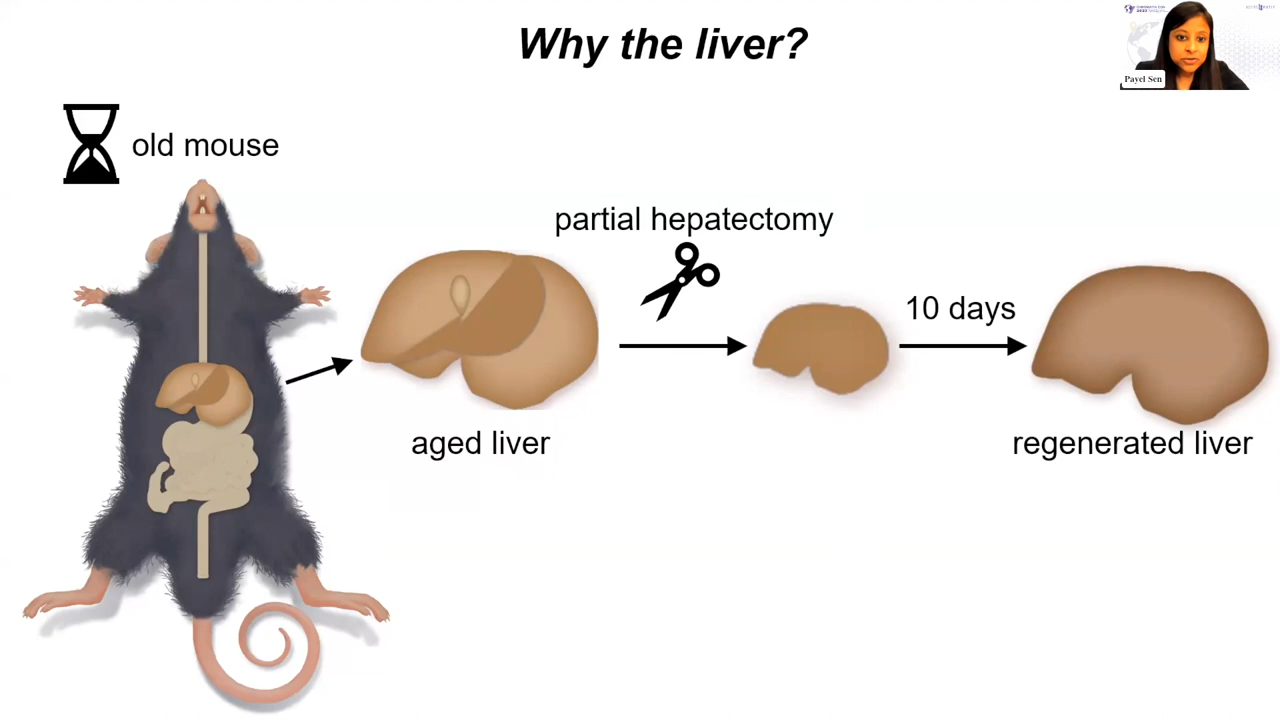 Why the liver?
Payel Sen
old mouse
partial hepatectomy
10 days
aged liver
regenerated liver